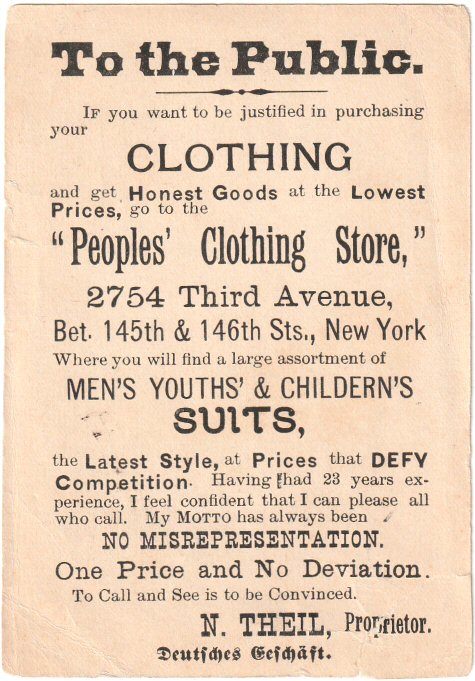 To the Public.
IF you want to be justified in purchasing
your
CLOTHING
and get Honest Goods at the Lowest
Prices, go to the
"Peoples' Clothing Store,"
2754 Third Avenue,
Bet. 145th & 146th Sts., New York
Where you will find a large assortment of
MEN'S YOUTHS' & CHILDERN'S
SUITS,
the Latest Style, at Prices that DEFY
Competition. Having had 23 years ex-
perience, I feel confident that I can please all
who call. My MOTTO has always been
NO MISREPRESENTATION.
One Price and No Deviation.
To Call and See is to be Convinced.
N. THEIL, Proprietor.
Deutsches Geschäft.